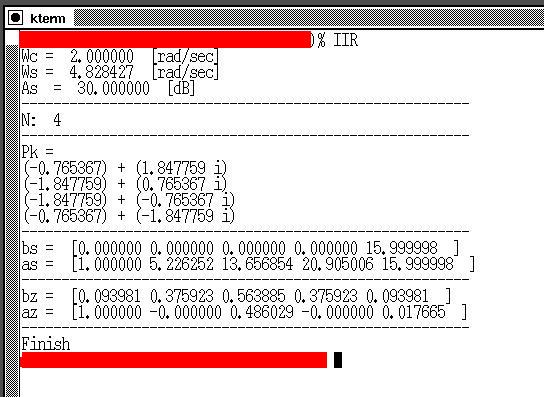 kterm
)% IIR
Wc =  2.000000  [rad/sec]
Ws =  4.828427  [rad/sec]
As  =  30.000000  [dB]
----------------------------------------------------------
N:  4
----------------------------------------------------------
Pk =
(-0.765367) + (1.847759 i)
(-1.847759) + (0.765367 i)
(-1.847759) + (-0.765367 i)
(-0.765367) + (-1.847759 i)
----------------------------------------------------------
bs =  [0.000000 0.000000 0.000000 0.000000 15.999998  ]
as =  [1.000000 5.226252 13.656854 20.905006 15.999998  ]
----------------------------------------------------------
bz =  [0.093981 0.375923 0.563885 0.375923 0.093981  ]
az =  [1.000000 -0.000000 0.486029 -0.000000 0.017665  ]
----------------------------------------------------------
Finish